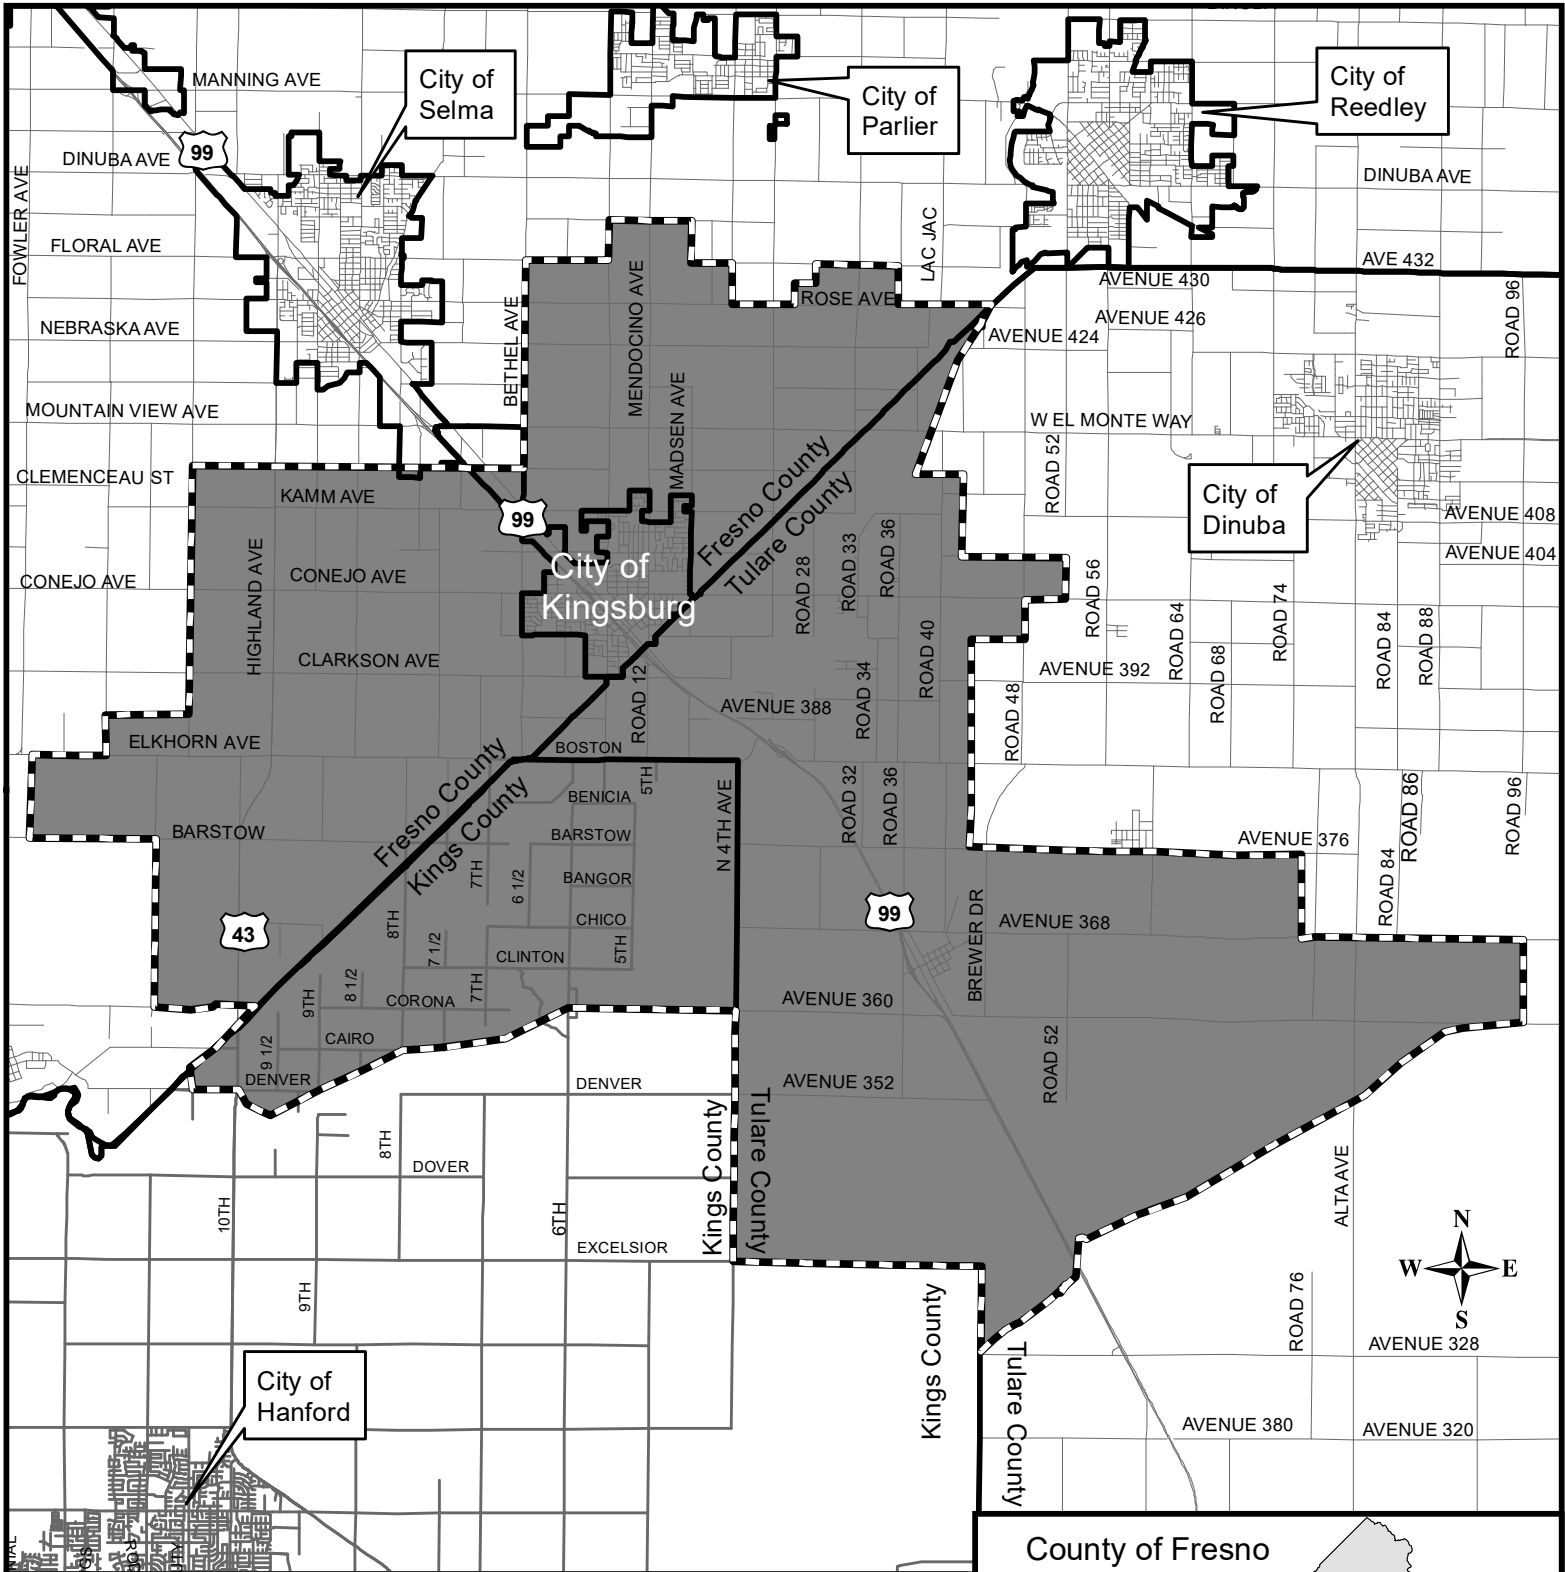 MANNING AVE
City of
Selma
City of
Parlier
City of
Reedley
99
DINUBA AVE
DINUBA AVE
FOWLER AVE
FLORAL AVE
LAC JAC
AVE 432
AVENUE 430
ROSE AVE
BETHEL AVE
MENDOCINO AVE
NEBRASKA AVE
AVENUE 426
AVENUE 424
ROAD 96
MOUNTAIN VIEW AVE
MADSEN AVE
W EL MONTE WAY
ROAD 52
CLEMENCEAU ST
KAMM AVE
99
Fresno County
Tulare County
City of
Dinuba
AVENUE 408
AVENUE 404
HIGHLAND AVE
CONEJO AVE
CONEJO AVE
City of
Kingsburg
ROAD 28
ROAD 33
ROAD 36
ROAD 56
ROAD 64
ROAD 74
ROAD 84
ROAD 88
ROAD 40
CLARKSON AVE
ROAD 12
ROAD 34
AVENUE 392
ROAD 68
ROAD 48
AVENUE 388
ELKHORN AVE
BOSTON
Fresno County
Kings County
5TH
BENICIA
N 4TH AVE
ROAD 32
ROAD 36
ROAD 86
ROAD 96
BARSTOW
BARSTOW
AVENUE 376
7TH
6 1/2
BANGOR
ROAD 84
43
8TH
CHICO
99
BREWER DR
AVENUE 368
7 1/2
CLINTON
5TH
8 1/2
9TH
CORONA
7TH
AVENUE 360
CAIRO
9 1/2
ROAD 52
DENVER
DENVER
AVENUE 352
Kings County
Tulare County
8TH
DOVER
ALTA AVE
10TH
6TH
EXCELSIOR
N
W
E
S
9TH
ROAD 76
Kings County
Tulare County
AVENUE 328
City of
Hanford
AVENUE 380
AVENUE 320
County of Fresno